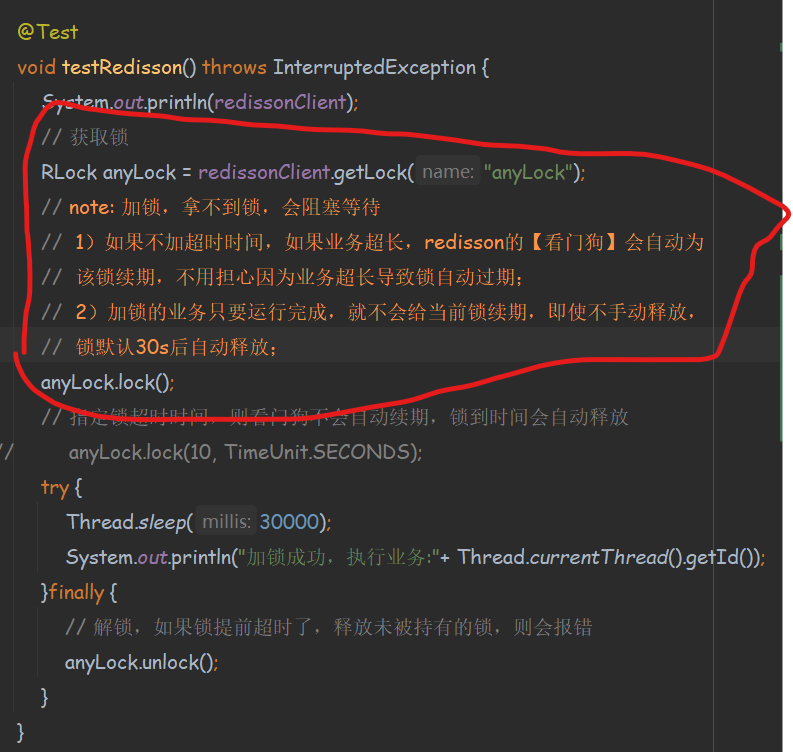 @Test
void testRedisson() throws InterruptedException {
System.out.println(redissonClient);
// 获取锁
RLock anyLock = redissonClient.getLock( name: "anyLock");
// note: 加锁，拿不到锁，会阻塞等待
// 1）如果不加超时时间，如果业务超长，redisson的【看门狗】会自动为
// 该锁续期，不用担心因为业务超长导致锁自动过期；
// 2）加锁的业务只要运行完成，就不会给当前锁续期，即使不手动释放，
// 锁默认30s后自动释放；
anyLock.lock();
// 指定锁超时时间，则看门狗不会自动续期，锁到时间会自动释放
// anyLock.lock(10, TimeUnit.SECONDS);
try {
Thread.sleep( millis: 30000);
System.out.println("加锁成功，执行业务:"+ Thread.currentThread().getId());
}finally {
// 解锁，如果锁提前超时了，释放未被持有的锁，则会报错
anyLock.unlock();
}
}